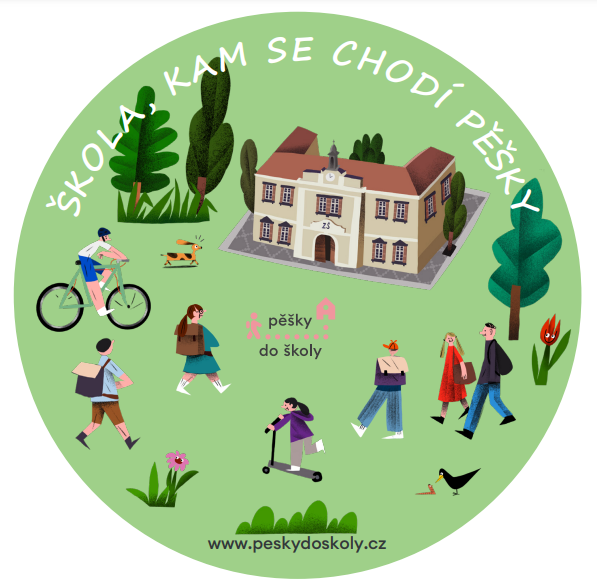 ŠKOLA, KAM SE CHODÍ PĚŠKY
ZŠ
pěšky
do školy
www.peskydoskoly.cz